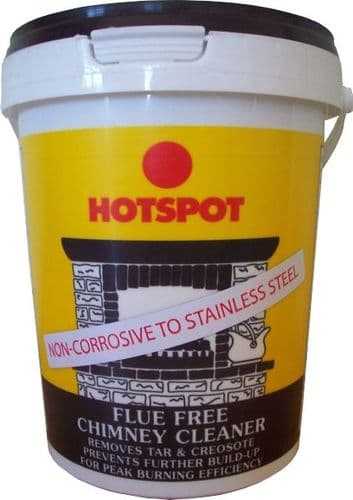 HOTSPOT
NON-CORROSIVE TO STAINLESS STEEL
FLUE FREE
CHIMNEY CLEANER
REMOVES TAR & CREOSOTE
PREVENTS FURTHER BUILD-UP
FOR PEAK BURNING EFFICIENCY